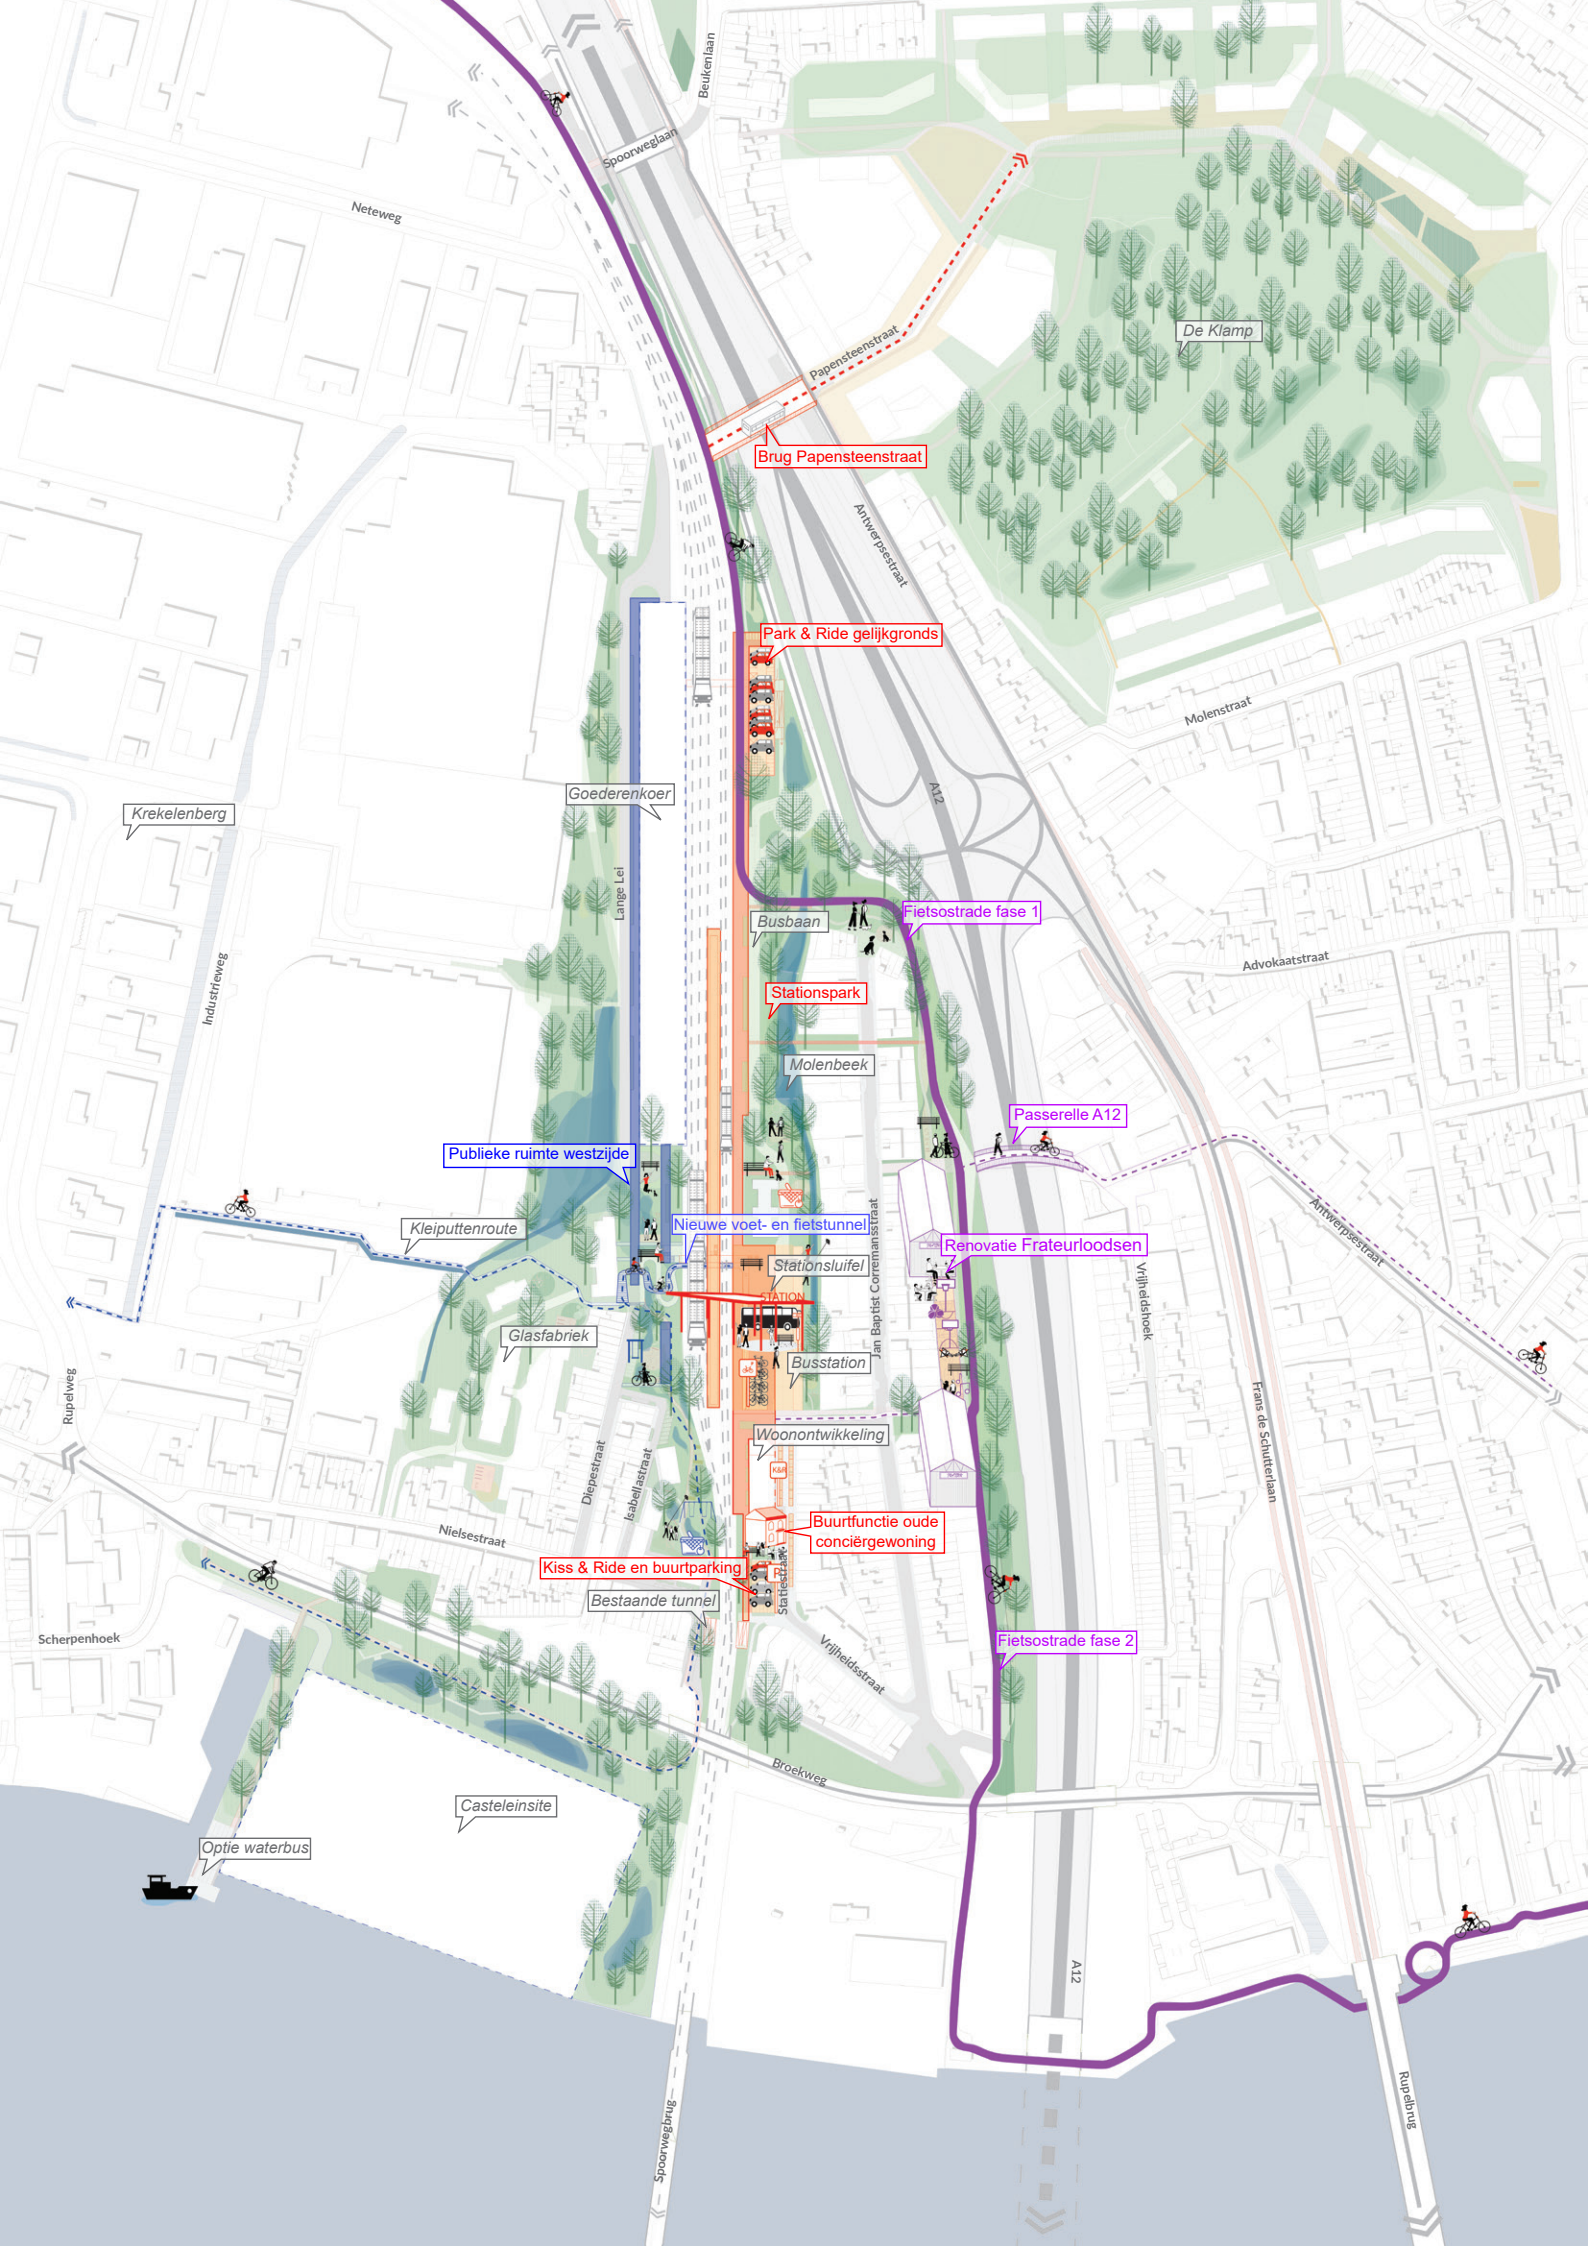 Beukenlaan
Spoorweglaan
Neteweg
De Klamp
Papensteenstraat
Brug Papensteenstraat
Antwerpsestraat
Park & Ride gelijkgronds
Molenstraat
A12
Goederenkoer
Krekelenberg
Lange Lei
Fietsostrade fase 1
Busbaan
Advokaatstraat
Industrieweg
Stationspark
Molenbeek
Passerelle A12
Publieke ruimte westzijde
Kleiputtenroute
Nieuwe voet- en fietstunnel
Jan Baptist Corremansstraat
Antwerpsestraat
Renovatie Frateurloodsen
Stationsluifel
STATION
Vrijheidshoek
Glasfabriek
Busstation
Rupelweg
Frans de Schutterlaan
Woonontwikkeling
K&R
Diepestraat
Isabellastraat
Nielsestraat
Buurtfunctie oude
conciërgewoning
Kiss & Ride en buurtparking
P
Statiestraat
Bestaande tunnel
Scherpenhoek
Vrijheidsstraat
Fietsostrade fase 2
Broekweg
Casteleinsite
Optie waterbus
A12
Spoorwegbrug
Rupelbrug